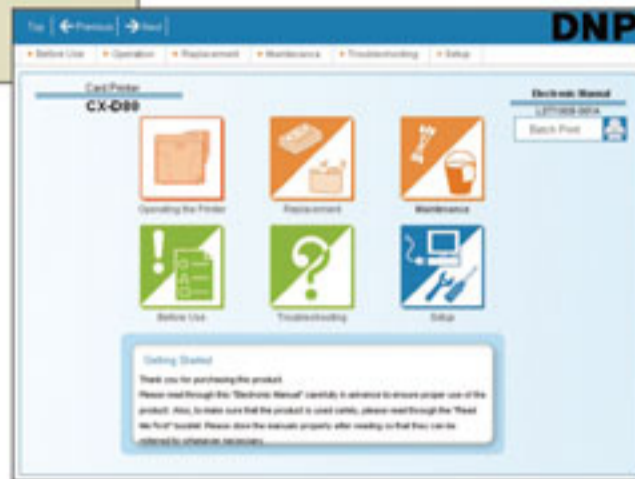 Top Previous Next
DNP
Before Use Operation Replacement Maintenance Troubleshooting Setup
Card Printer
CX-D80
Electronic Manual
Batch Print
Operating the Printer
Replacement
Maintenance
Before Use
Troubleshooting
Setup
Getting Started
Thank you for purchasing the product.
Please read through this "Electronic Manual" carefully in advance to ensure proper use of the
product. Also, to make sure that the product is used safely, please read through the "Read
Me First" booklet. Please store the manuals properly after reading so that they can be
referred to whenever necessary.